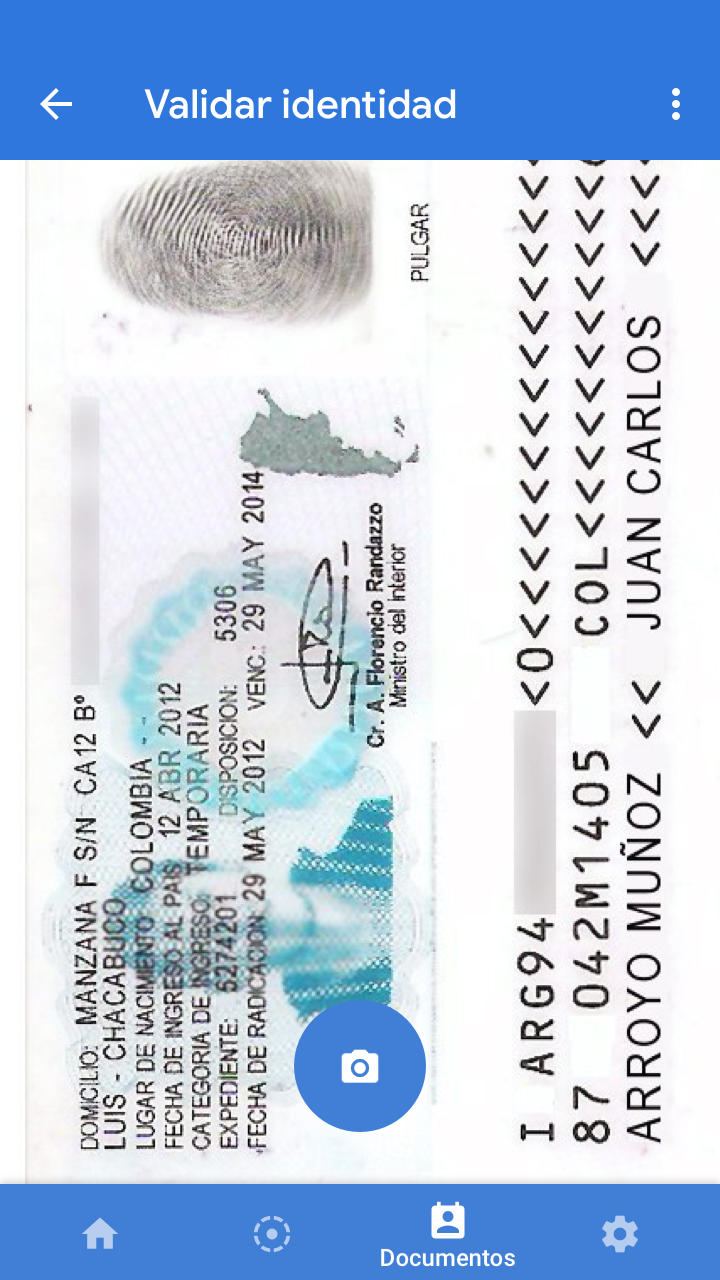 Validar identidad
DOMICILIO: MANZANA F S/N CA12 Bº
LUIS - CHACABUCO
LUGAR DE NACIMIENTO COLOMBIA - -
FECHA DE INGRESO AL PAIS 12 ABR 2012
CATEGORIA DE INGRESO: TEMPORARIA
EXPEDIENTE: 5274201 DISPOSICION: 5306
FECHA DE RADICACION 29 MAY 2012 VENC.: 29 MAY 2014
Cr. A. Florencio Randazzo
Ministro del Interior
PULGAR
I ARG94 <0<<<<<<<<<<<
87 042M1405 COL<<<<<<<<<
ARROYO MUÑOZ << JUAN CARLOS <<<
Documentos